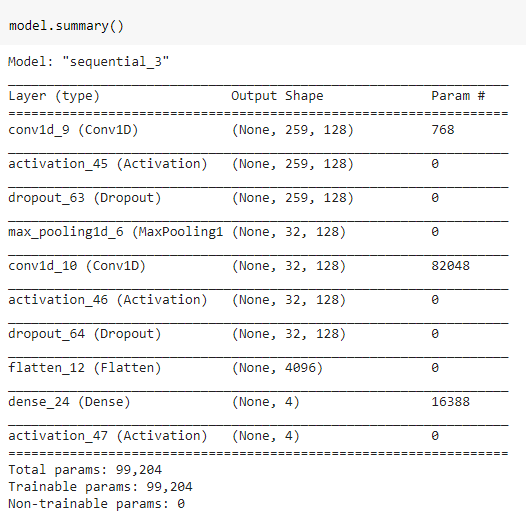 model.summary()
Model: "sequential_3"
_________________________________________________________________
Layer (type)                 Output Shape              Param #
=================================================================
conv1d_9 (Conv1D)            (None, 259, 128)          768
_________________________________________________________________
activation_45 (Activation)   (None, 259, 128)          0
_________________________________________________________________
dropout_63 (Dropout)         (None, 259, 128)          0
_________________________________________________________________
max_pooling1d_6 (MaxPooling1 (None, 32, 128)           0
_________________________________________________________________
conv1d_10 (Conv1D)           (None, 32, 128)           82048
_________________________________________________________________
activation_46 (Activation)   (None, 32, 128)           0
_________________________________________________________________
dropout_64 (Dropout)         (None, 32, 128)           0
_________________________________________________________________
flatten_12 (Flatten)         (None, 4096)              0
_________________________________________________________________
dense_24 (Dense)             (None, 4)                 16388
_________________________________________________________________
activation_47 (Activation)   (None, 4)                 0
=================================================================
Total params: 99,204
Trainable params: 99,204
Non-trainable params: 0